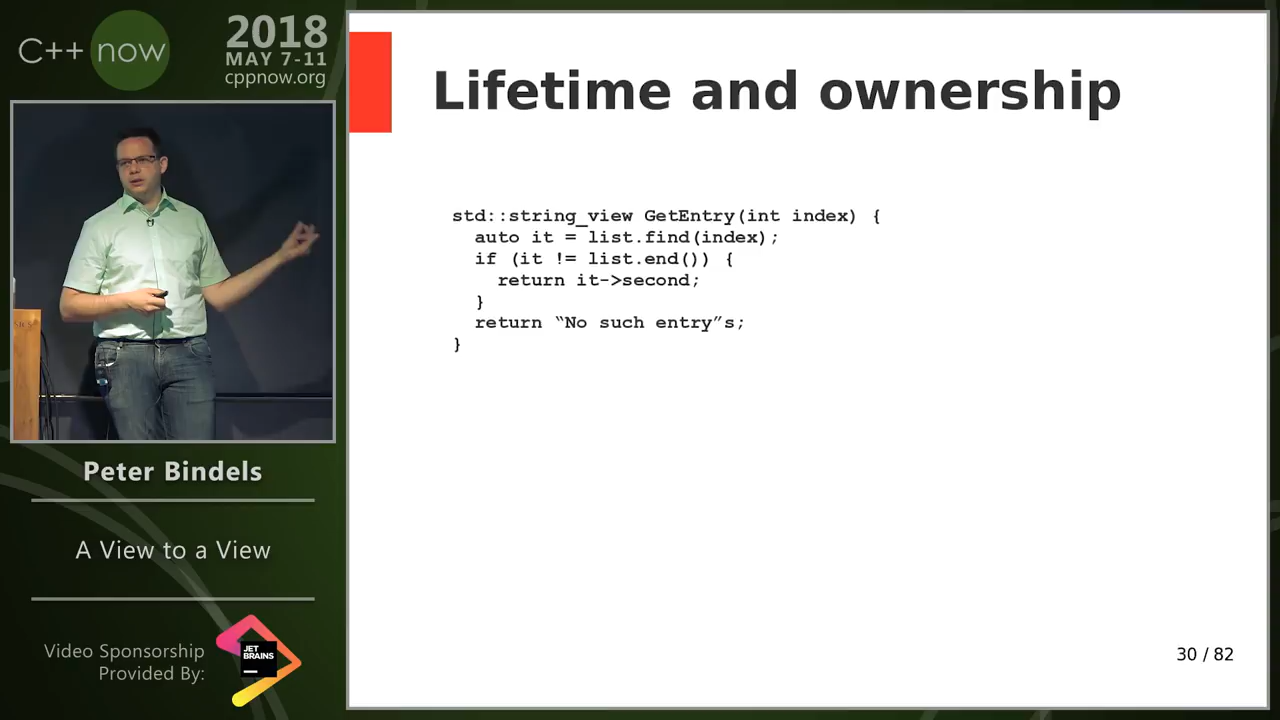 C++ now
2018
MAY 7-11
cppnow.org
Lifetime and ownership
std::string_view GetEntry(int index) {
  auto it = list.find(index);
  if (it != list.end()) {
    return it->second;
  }
  return “No such entry”s;
}
Peter Bindels
A View to a View
Video Sponsorship
Provided By:
JET
BRAINS
30 / 82